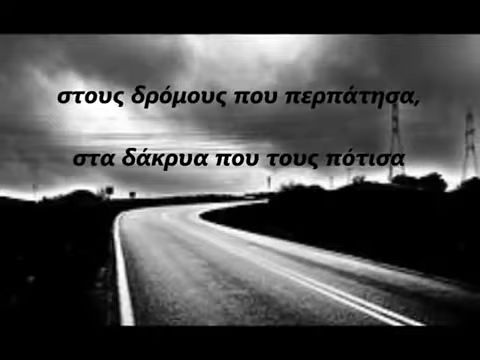 στους δρόμους που περπάτησα,
στα δάκρυα που τους πότισα